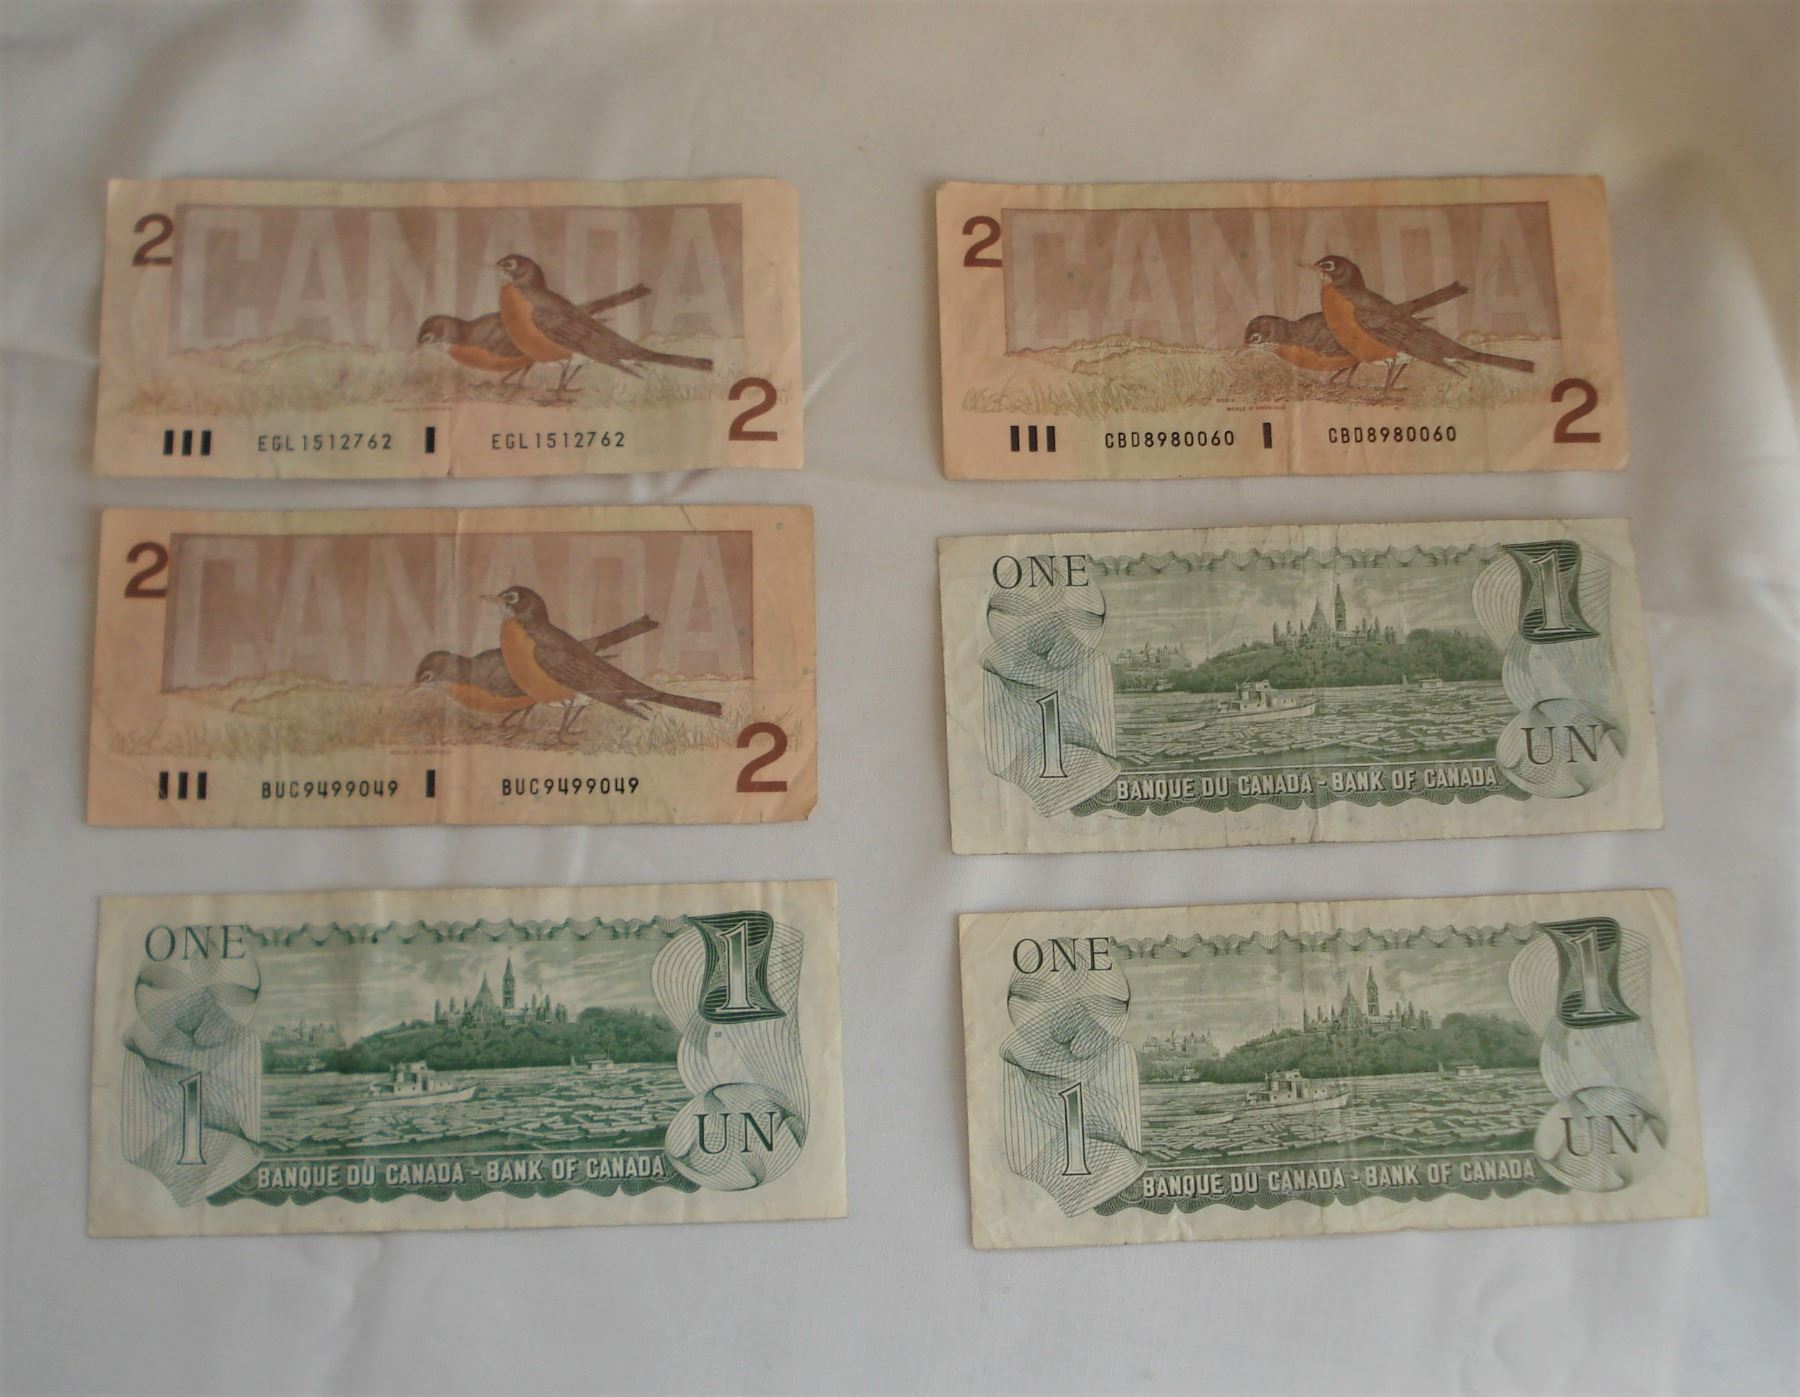 2 CANADA
EGL1512762 EGL1512762 2
2 CANADA
MERLE D'AMÉRIQUE
CBD8980060 CBD8980060 2
2 CANADA
BUC9499049 BUC9499049 2
ONE 1
1 UN
BANQUE DU CANADA - BANK OF CANADA
ONE 1
1 UN
BANQUE DU CANADA - BANK OF CANADA
ONE 1
1 UN
BANQUE DU CANADA - BANK OF CANADA